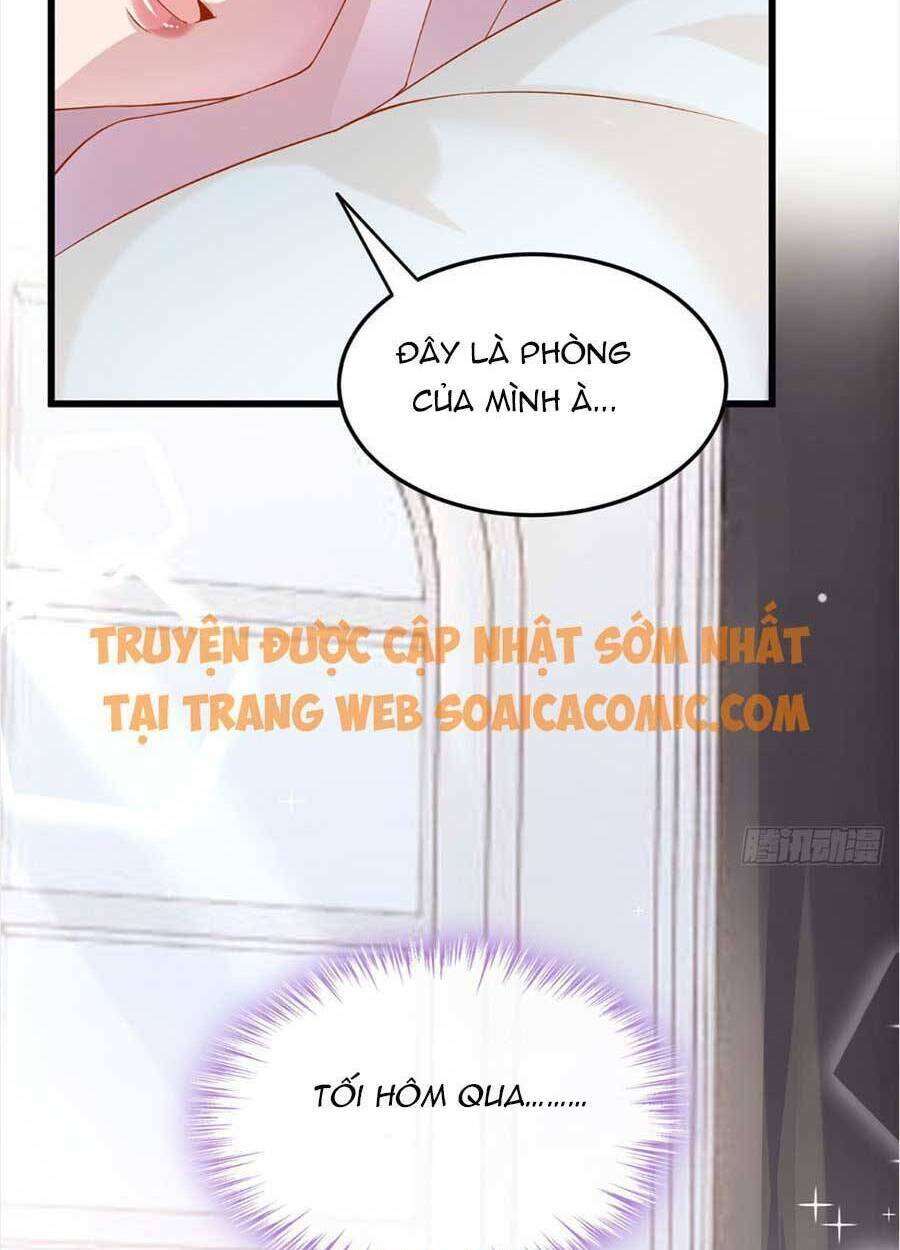 ĐÂY LÀ PHÒNG
CỦA MÌNH À...
TRUYỆN ĐƯỢC CẬP NHẬT SỚM NHẤT
TẠI TRANG WEB SOAICACOMIC.COM
腾讯动漫
TỐI HÔM QUA.........